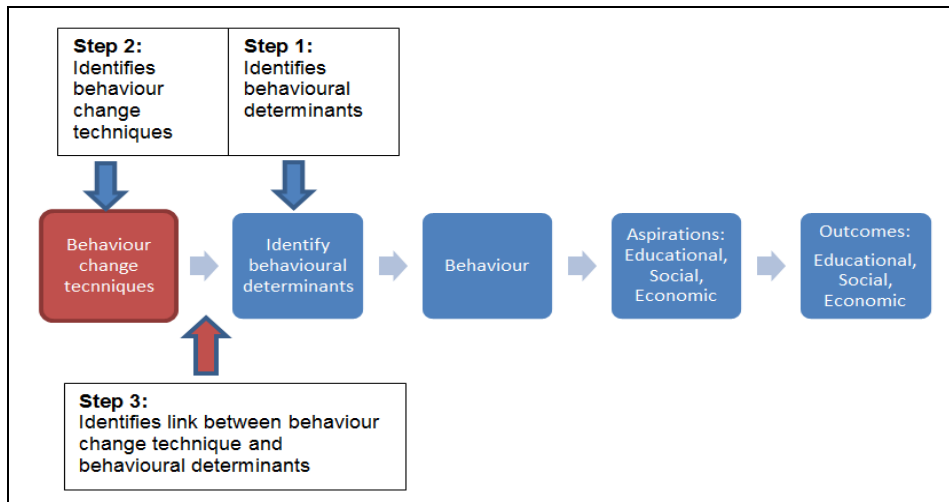 Step 2:
Identifies
behaviour
change
techniques
Step 1:
Identifies
behavioural
determinants
Behaviour
change
tecnniques
Identify
behavioural
determinants
Behaviour
Aspirations:
Educational,
Social,
Economic
Outcomes:
Educational,
Social,
Economic
Step 3:
Identifies link between behaviour
change technique and
behavioural determinants